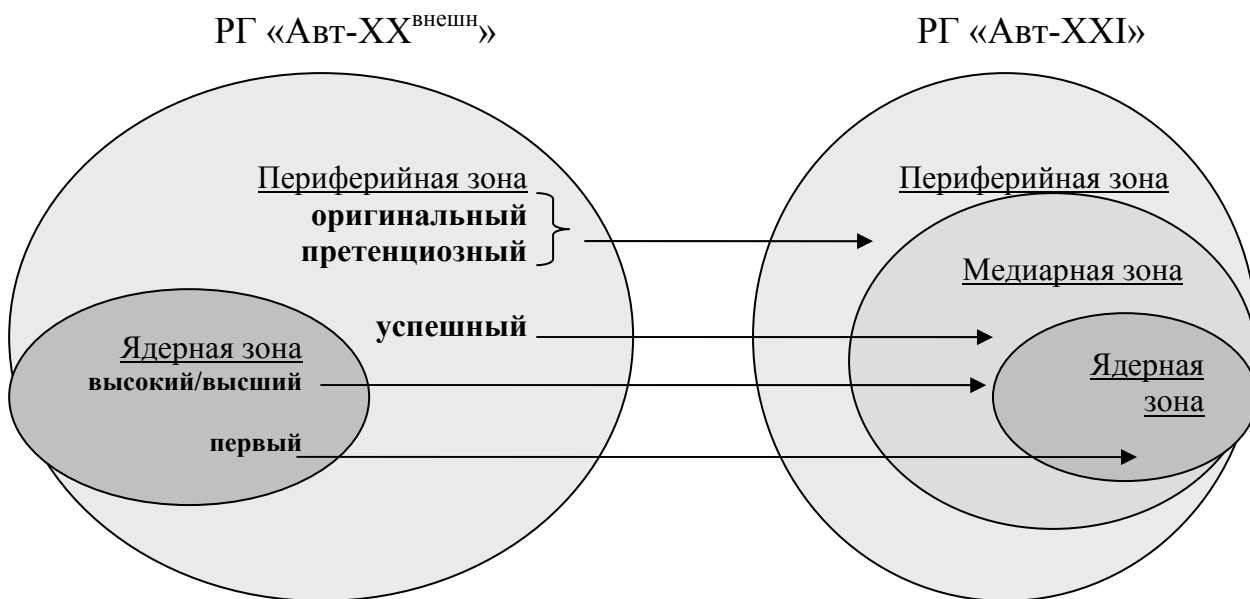 РГ «Авт-XX^внешн»
Периферийная зона
оригинальный
претенциозный
успешный
Ядерная зона
высокий/высший
первый
РГ «Авт-XXI»
Периферийная зона
Медиарная зона
Ядерная
зона